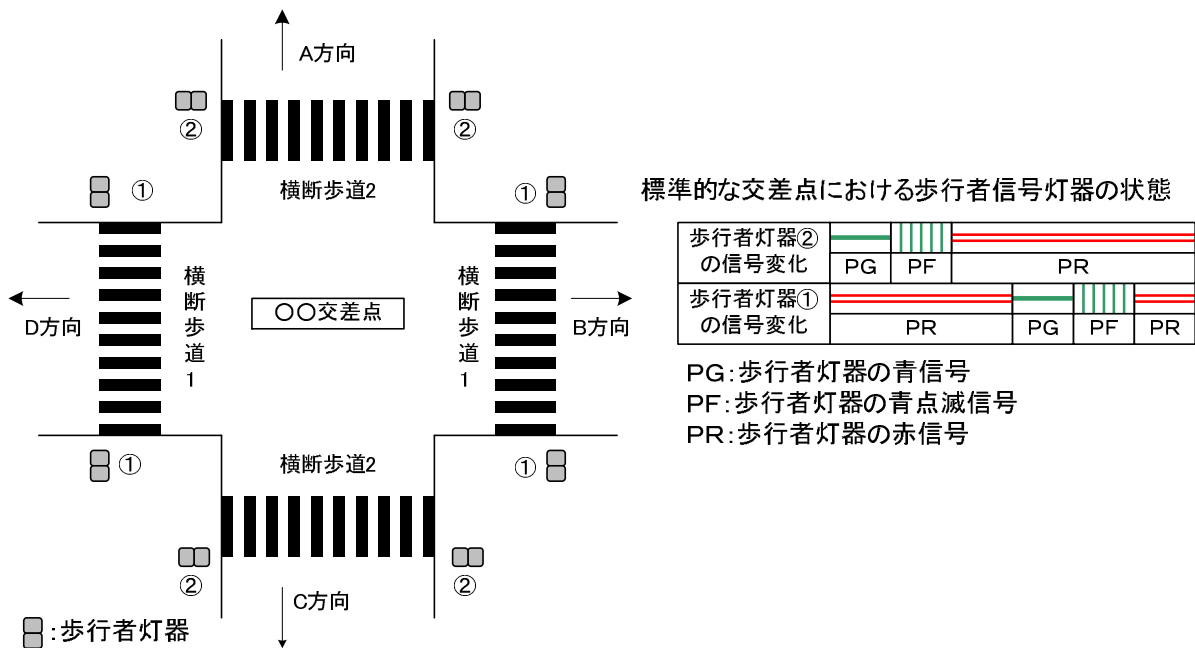 A方向
②
②
横断歩道2
①
①
横断歩道1
横断歩道1
〇〇交差点
D方向
B方向
①
①
横断歩道2
②
②
C方向
:歩行者灯器
標準的な交差点における歩行者信号灯器の状態
歩行者灯器②
の信号変化
PG
PF
PR
歩行者灯器①
の信号変化
PR
PG
PF
PR
PG:歩行者灯器の青信号
PF:歩行者灯器の青点滅信号
PR:歩行者灯器の赤信号